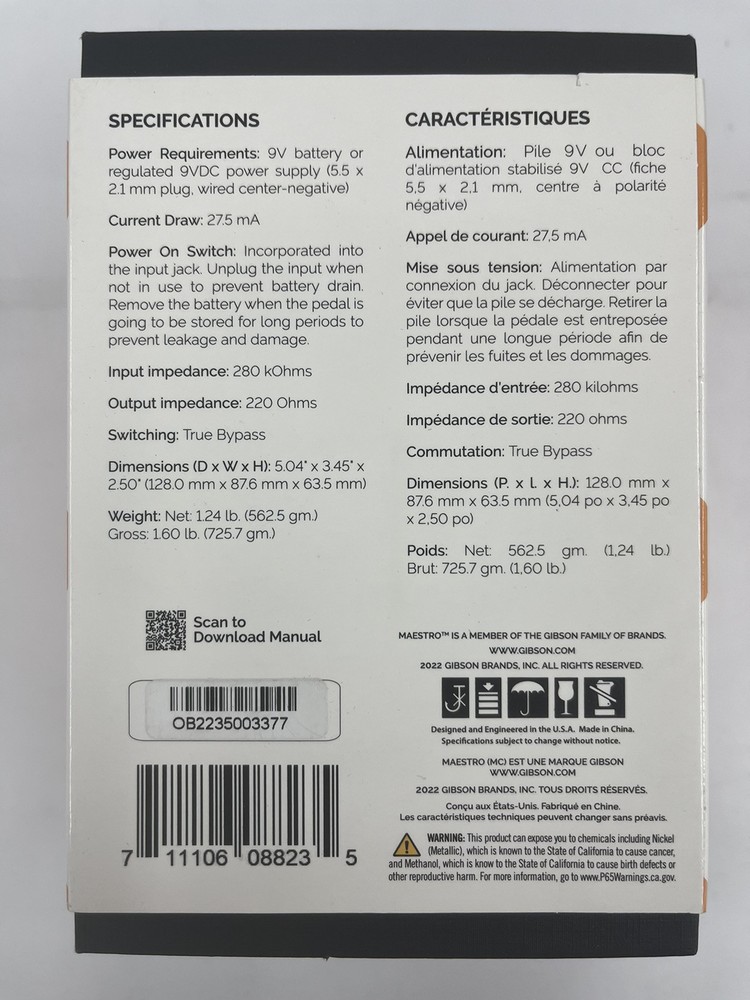 SPECIFICATIONS
Power Requirements: 9V battery or
regulated 9VDC power supply (5.5 x
2.1 mm plug, wired center-negative)
Current Draw: 27.5 mA
Power On Switch: Incorporated into
the input jack. Unplug the input when
not in use to prevent battery drain.
Remove the battery when the pedal is
going to be stored for long periods to
prevent leakage and damage.
Input impedance: 280 kOhms
Output impedance: 220 Ohms
Switching: True Bypass
Dimensions (D x W x H): 5.04" x 3.45" x
2.50" (128.0 mm x 87.6 mm x 63.5 mm)
Weight: Net: 1.24 lb. (562.5 gm.)
Gross: 1.60 lb. (725.7 gm.)
Scan to
Download Manual
OB2235003377
7 11106 08823 5
CARACTÉRISTIQUES
Alimentation: Pile 9V ou bloc
d'alimentation stabilisé 9V CC (fiche
5,5 x 2,1 mm, centre à polarité
négative)
Appel de courant: 27,5 mA
Mise sous tension: Alimentation par
connexion du jack. Déconnecter pour
éviter que la pile se décharge. Retirer la
pile lorsque la pédale est entreposée
pendant une longue période afin de
prévenir les fuites et les dommages.
Impédance d'entrée: 280 kilohms
Impédance de sortie: 220 ohms
Commutation: True Bypass
Dimensions (P. x L x H.): 128.0 mm x
87.6 mm x 63.5 mm (5,04 po x 3,45 po
x 2,50 po)
Poids: Net: 562.5 gm. (1,24 lb.)
Brut: 725.7 gm. (1,60 lb.)
MAESTRO™ IS A MEMBER OF THE GIBSON FAMILY OF BRANDS.
WWW.GIBSON.COM
2022 GIBSON BRANDS, INC. ALL RIGHTS RESERVED.
Designed and Engineered in the U.S.A. Made in China.
Specifications subject to change without notice.
MAESTRO (MC) EST UNE MARQUE GIBSON
WWW.GIBSON.COM
2022 GIBSON BRANDS, INC. TOUS DROITS RÉSERVÉS.
Conçu aux États-Unis. Fabriqué en Chine.
Les caractéristiques techniques peuvent changer sans préavis.
WARNING: This product can expose you to chemicals including Nickel
(Metallic), which is known to the State of California to cause cancer,
and Methanol, which is know to the State of California to cause birth defects or
other reproductive harm. For more information, go to www.P65Warnings.ca.gov.